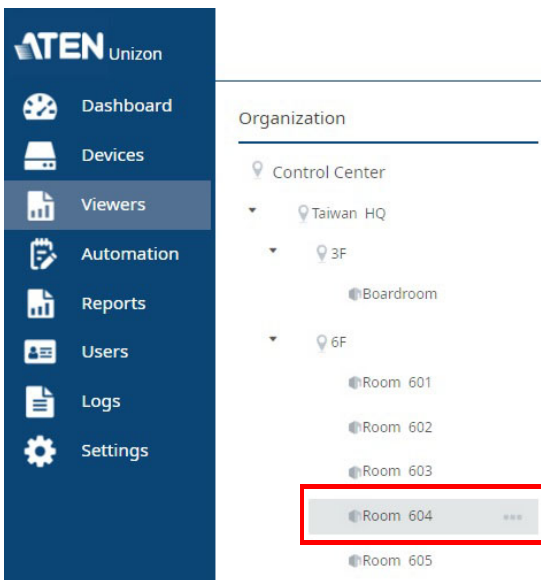 ATEN Unizon
Dashboard
Devices
Viewers
Automation
Reports
Users
Logs
Settings
Organization
Control Center
Taiwan HQ
3F
Boardroom
6F
Room 601
Room 602
Room 603
Room 604
Room 605